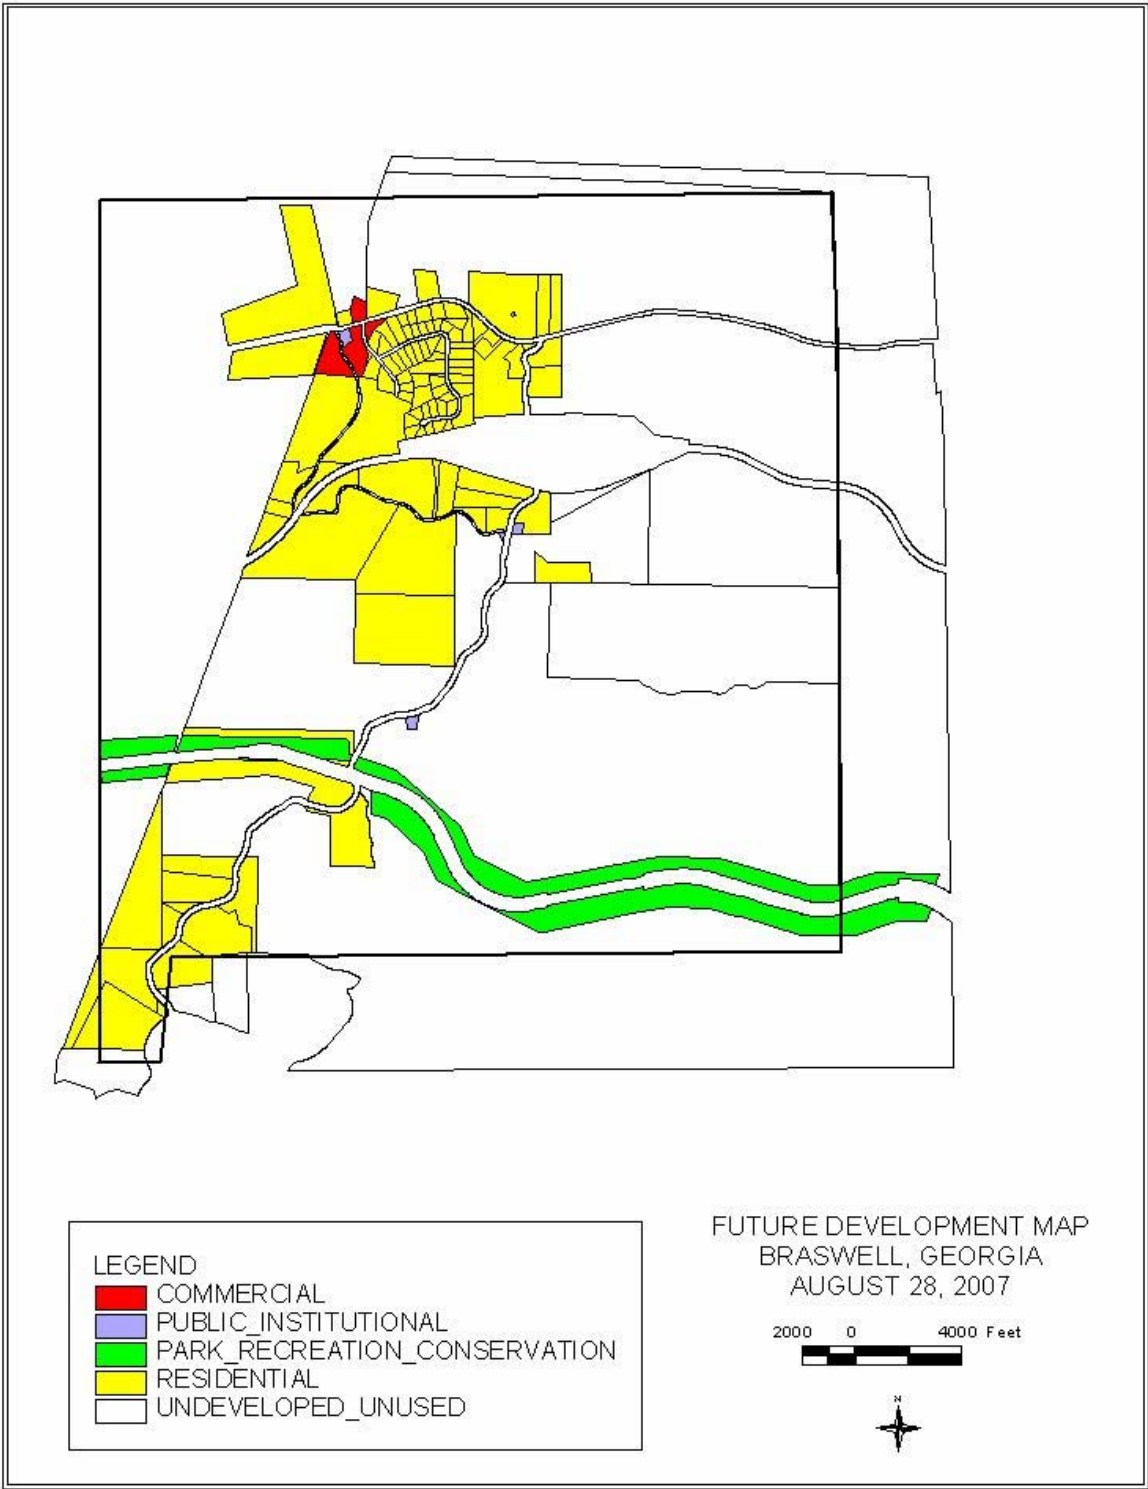 LEGEND
COMMERCIAL
PUBLIC_INSTITUTIONAL
PARK_RECREATION_CONSERVATION
RESIDENTIAL
UNDEVELOPED_UNUSED
FUTURE DEVELOPMENT MAP
BRASWELL, GEORGIA
AUGUST 28, 2007
2000 0 4000 Feet
N